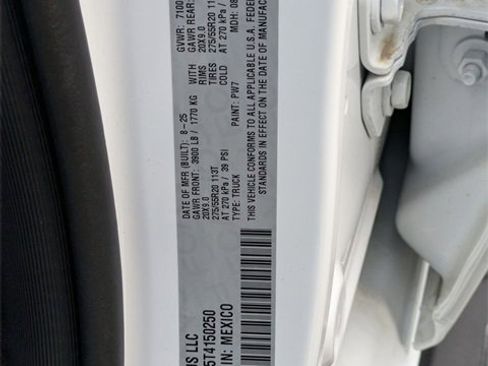 US LLC
DATE OF MFR (BUILT): 8-25
GVWR: 7100
GAWR FRONT: 3900 LB / 1770 KG WITH
GAWR REAR:
20X9.0 RIMS 20X9.0
275/55R20 113T TIRES 275/55R20 11
AT 270 kPa / 39 PSI COLD AT 270 kPa /
TYPE: TRUCK PAINT: PW7 MDH: 08
THIS VEHICLE CONFORMS TO ALL APPLICABLE U.S.A. FEDE
STANDARDS IN EFFECT ON THE DATE OF MANUFAC
5T4150250
IN: MEXICO